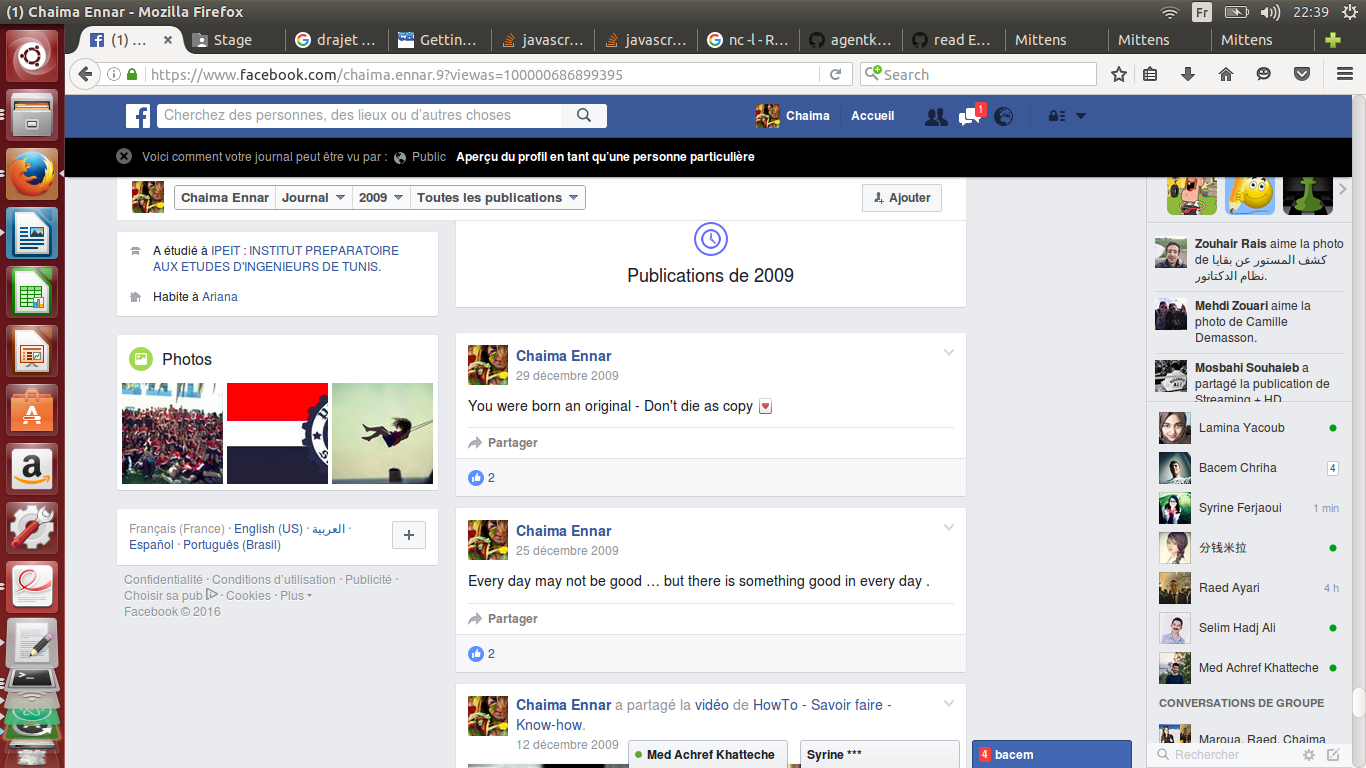 (1) Chaima Ennar - Mozilla Firefox
Fr
22:39
(1) ...
Stage
drajet ...
Gettin...
javascr...
javascr...
nc -l - R...
agentk...
read E...
Mittens
Mittens
Mittens
https://www.facebook.com/chaima.ennar.9?viewas=100000686899395
Search
Cherchez des personnes, des lieux ou d'autres choses
Chaima
Accueil
1
Voici comment votre journal peut être vu par :
Public
Aperçu du profil en tant qu'une personne particulière
Chaima Ennar
Journal
2009
Toutes les publications
Ajouter
A étudié à IPEIT : INSTITUT PREPARATOIRE
AUX ETUDES D'INGENIEURS DE TUNIS.
Habite à Ariana
Photos
Français (France) · English (US) · العربية ·
Español · Português (Brasil)
Confidentialité · Conditions d'utilisation · Publicité ·
Choisir sa pub · Cookies · Plus
Facebook © 2016
Publications de 2009
Chaima Ennar
29 décembre 2009
You were born an original - Don't die as copy
Partager
2
Chaima Ennar
25 décembre 2009
Every day may not be good … but there is something good in every day .
Partager
2
Chaima Ennar a partagé la vidéo de HowTo - Savoir faire -
Know-how.
12 décembre 2009
Zouhair Rais aime la photo
de كشف المستور عن بقايا
نظام الدكتاتور.
Mehdi Zouari aime la
photo de Camille
Demasson.
Mosbahi Souhaieb a
partagé la publication de
Streaming + HD
Lamina Yacoub
Bacem Chriha
4
Syrine Ferjaoui
1 min
分钱米拉
Raed Ayari
4 h
Selim Hadj Ali
Med Achref Khatteche
CONVERSATIONS DE GROUPE
Maroua, Raed, Chaima
Rechercher
Med Achref Khatteche
Syrine ***
4
bacem